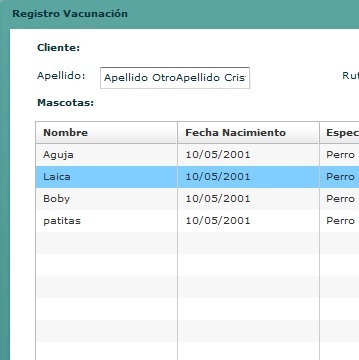 Registro Vacunación
Cliente:
Apellido: Apellido OtroApellido Cris Rut
Mascotas:
Nombre Fecha Nacimiento Espec
Aguja 10/05/2001 Perro
Laica 10/05/2001 Perro
Boby 10/05/2001 Perro
patitas 10/05/2001 Perro